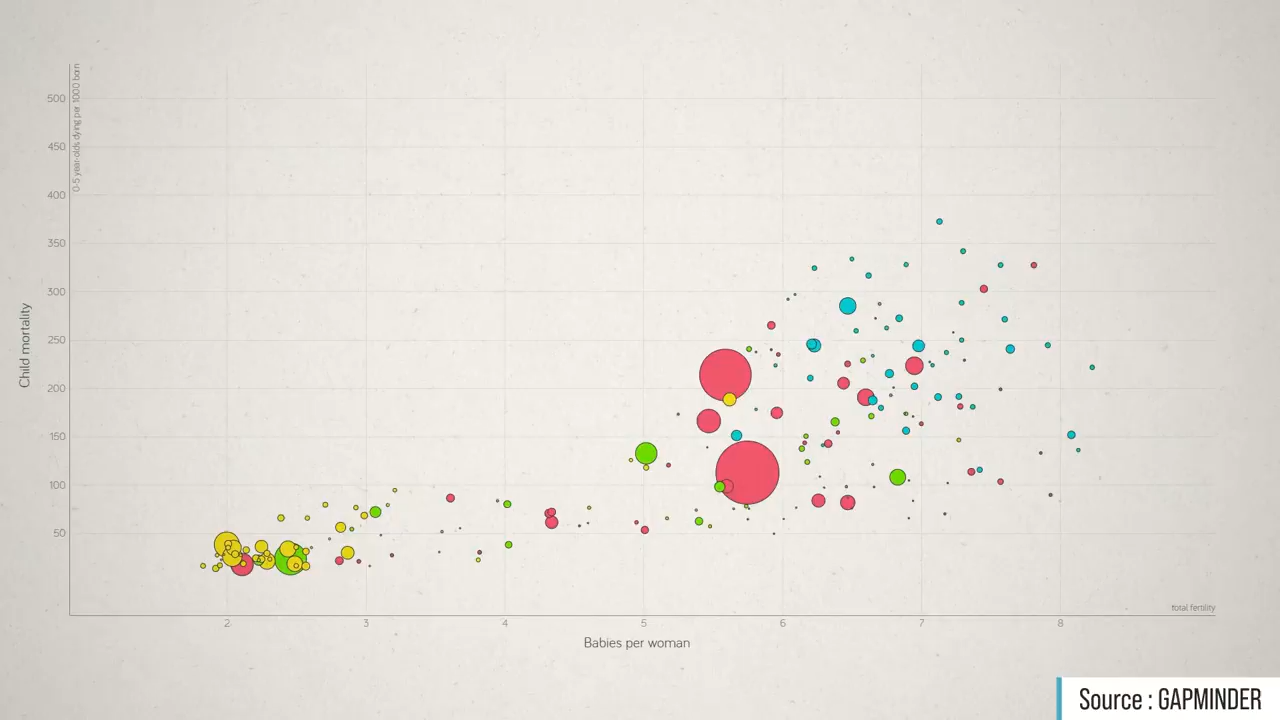 0-5 year-olds dying per 1000 born
Child mortality
500
450
400
350
300
250
200
150
100
50
total fertility
2 3 4 5 6 7 8
Babies per woman
Source : GAPMINDER